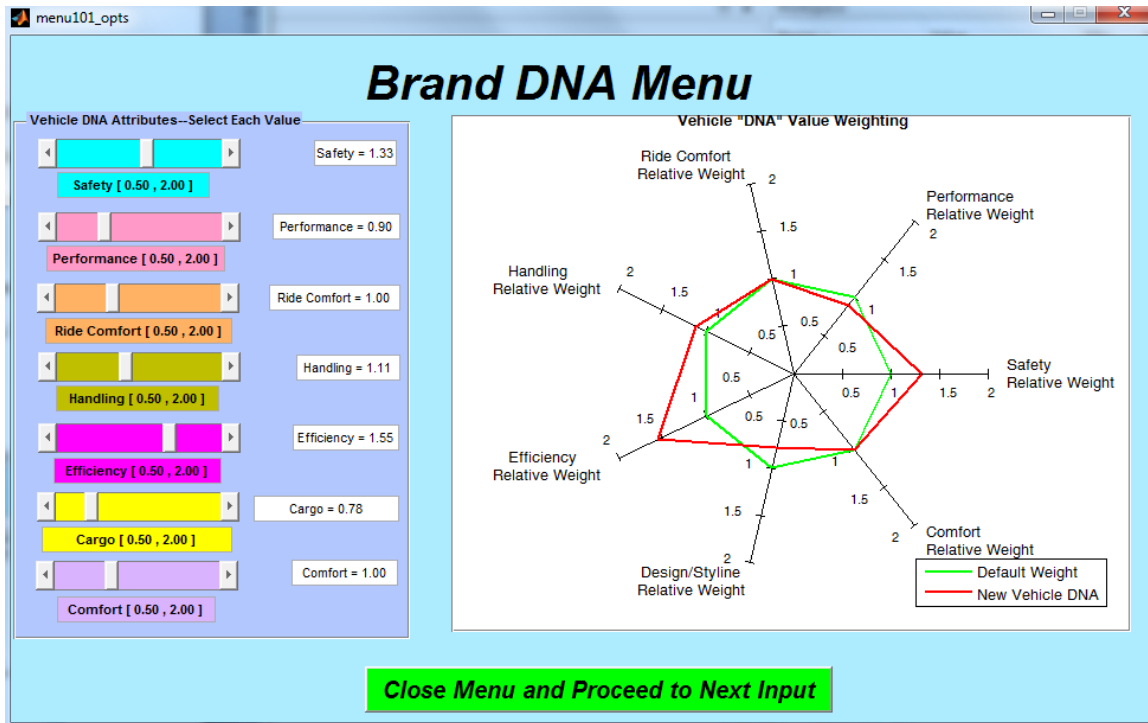 menu101_opts
Brand DNA Menu
Vehicle DNA Attributes--Select Each Value
Safety = 1.33
Safety [ 0.50 , 2.00 ]
Performance = 0.90
Performance [ 0.50 , 2.00 ]
Ride Comfort = 1.00
Ride Comfort [ 0.50 , 2.00 ]
Handling = 1.11
Handling [ 0.50 , 2.00 ]
Efficiency = 1.55
Efficiency [ 0.50 , 2.00 ]
Cargo = 0.78
Cargo [ 0.50 , 2.00 ]
Comfort = 1.00
Comfort [ 0.50 , 2.00 ]
Vehicle "DNA" Value Weighting
Ride Comfort
Relative Weight
2
1.5
1
0.5
Performance
Relative Weight
2
1.5
1
0.5
Handling
Relative Weight
2
1.5
1
0.5
Safety
Relative Weight
0.5
1
1.5
2
Efficiency
Relative Weight
2
1.5
1
0.5
Design/Styline
Relative Weight
0.5
1
1.5
2
Comfort
Relative Weight
0.5
1
1.5
2
Default Weight
New Vehicle DNA
Close Menu and Proceed to Next Input